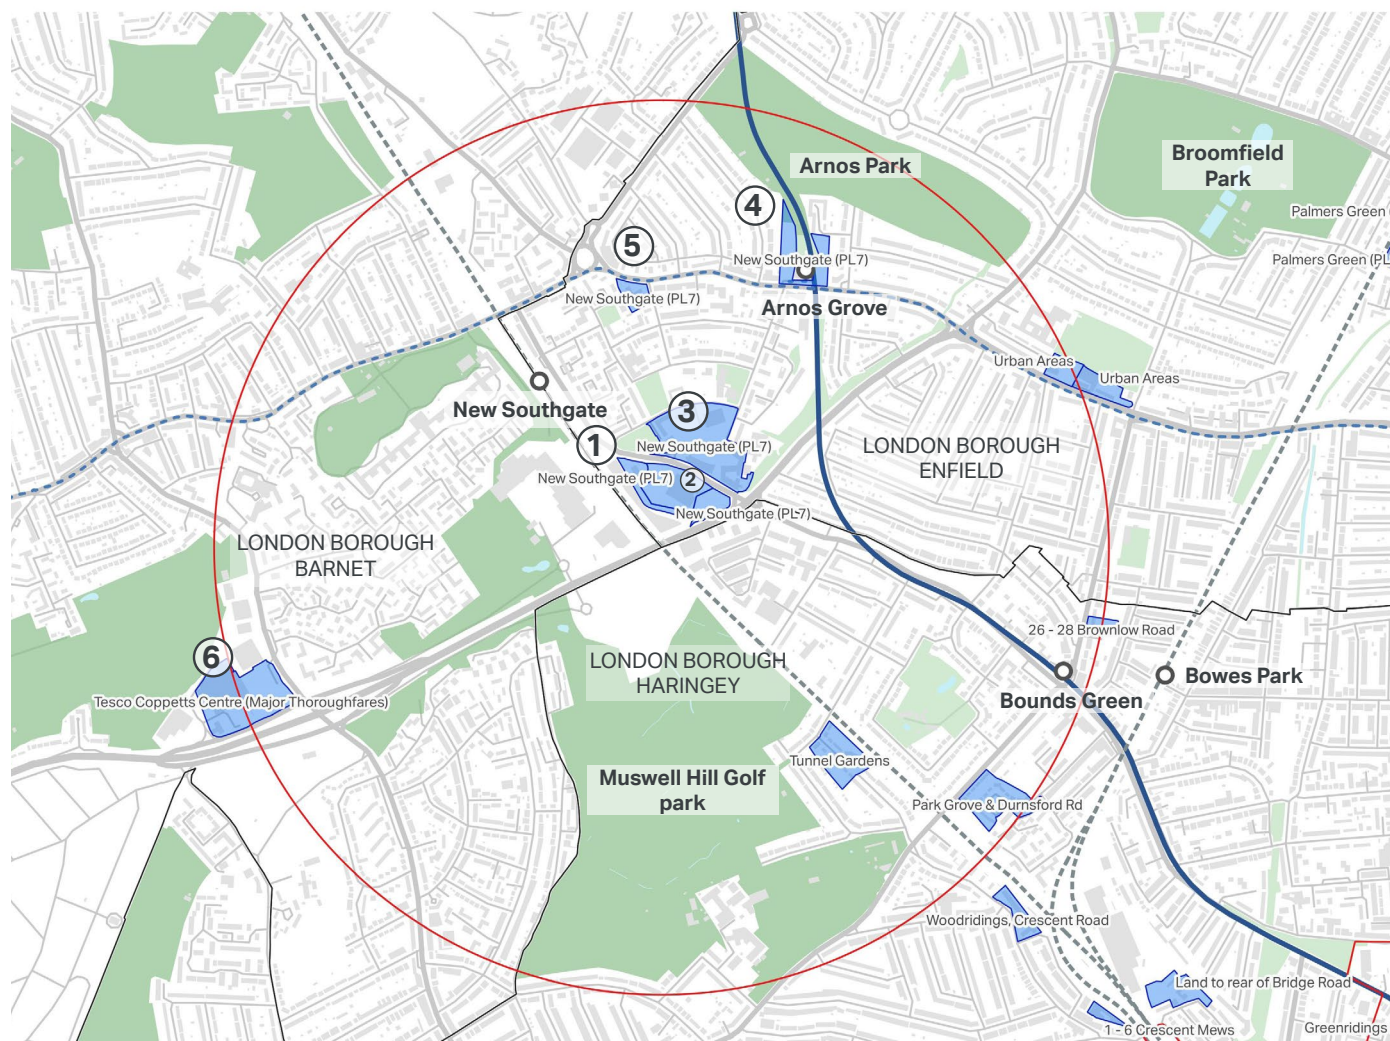 Arnos Park
Broomfield
Park
4
Palmers Green
5
New Southgate (PL7)
Palmers Green (PL
New Southgate (PL7)
Arnos Grove
Urban Areas
Urban Areas
New Southgate
3
1
New Southgate (PL7)
LONDON BOROUGH
ENFIELD
New Southgate (PL7)
2
New Southgate (PL7)
LONDON BOROUGH
BARNET
26 - 28 Brownlow Road
6
LONDON BOROUGH
HARINGEY
Bowes Park
Bounds Green
Tesco Coppetts Centre (Major Thoroughfares)
Tunnel Gardens
Muswell Hill Golf
park
Park Grove & Durnsford Rd
Woodridings, Crescent Road
Land to rear of Bridge Road
1 - 6 Crescent Mews
Greenridings